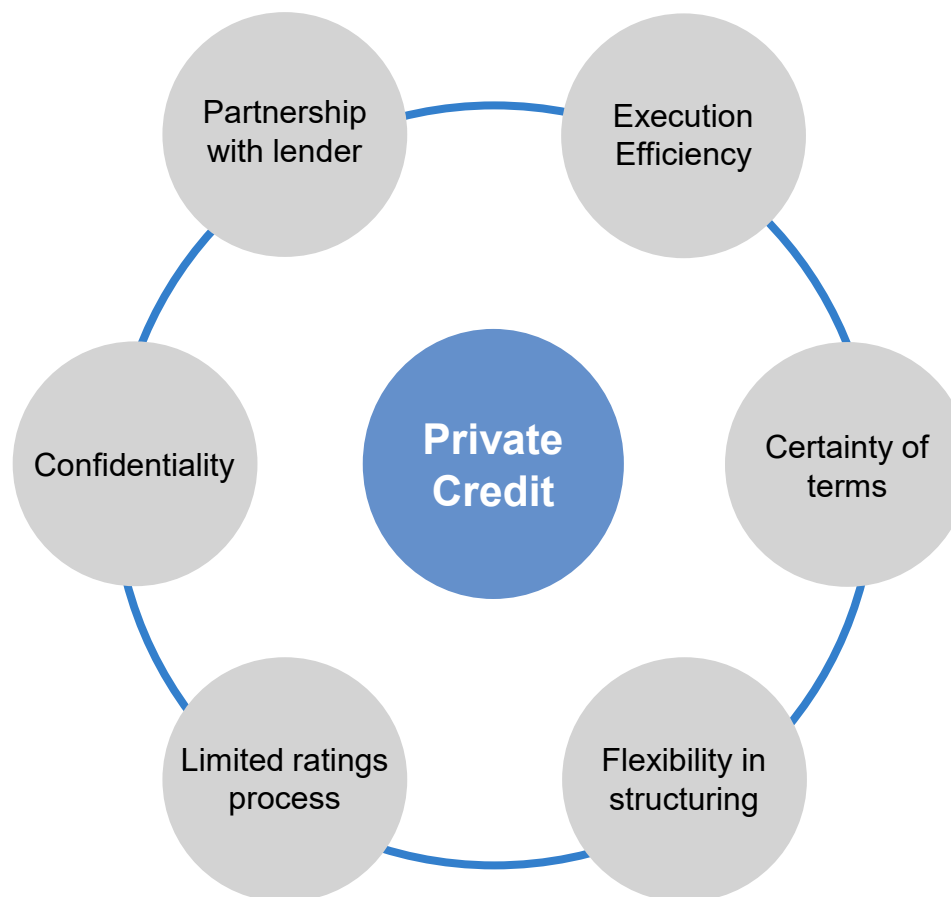 Partnership
with lender
Execution
Efficiency
Confidentiality
Private
Credit
Certainty of
terms
Limited ratings
process
Flexibility in
structuring